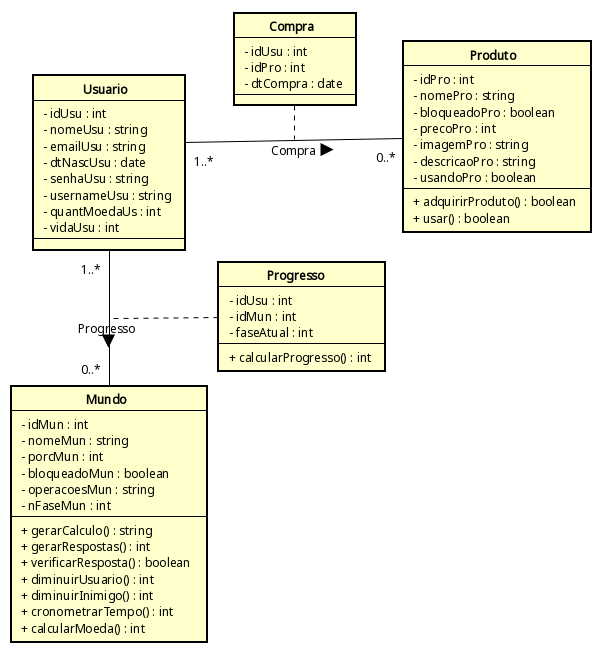 Compra
- idUsu : int
- idPro : int
- dtCompra : date
Produto
- idPro : int
- nomePro : string
- bloqueadoPro : boolean
- precoPro : int
- imagemPro : string
- descricaoPro : string
- usandoPro : boolean
+ adquirirProduto() : boolean
+ usar() : boolean
Usuario
- idUsu : int
- nomeUsu : string
- emailUsu : string
- dtNascUsu : date
- senhaUsu : string
- usernameUsu : string
- quantMoedaUs : int
- vidaUsu : int
1..*
Compra
0..*
1..*
Progresso
0..*
Progresso
- idUsu : int
- idMun : int
- faseAtual : int
+ calcularProgresso() : int
Mundo
- idMun : int
- nomeMun : string
- porcMun : int
- bloqueadoMun : boolean
- operacoesMun : string
- nFaseMun : int
+ gerarCalculo() : string
+ gerarRespostas() : int
+ verificarResposta() : boolean
+ diminuirUsuario() : int
+ diminuirInimigo() : int
+ cronometrarTempo() : int
+ calcularMoeda() : int